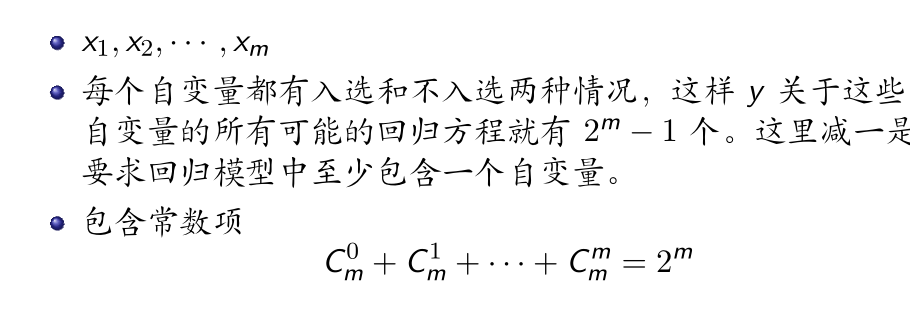 x₁, x₂, ⋯ , xₘ
每个自变量都有入选和不入选两种情况，这样 y 关于这些
自变量的所有可能的回归方程就有 2ᵐ − 1 个。这里减一是
要求回归模型中至少包含一个自变量。
包含常数项
C⁰ₘ + C¹ₘ + ⋯ + Cᵐₘ = 2ᵐ